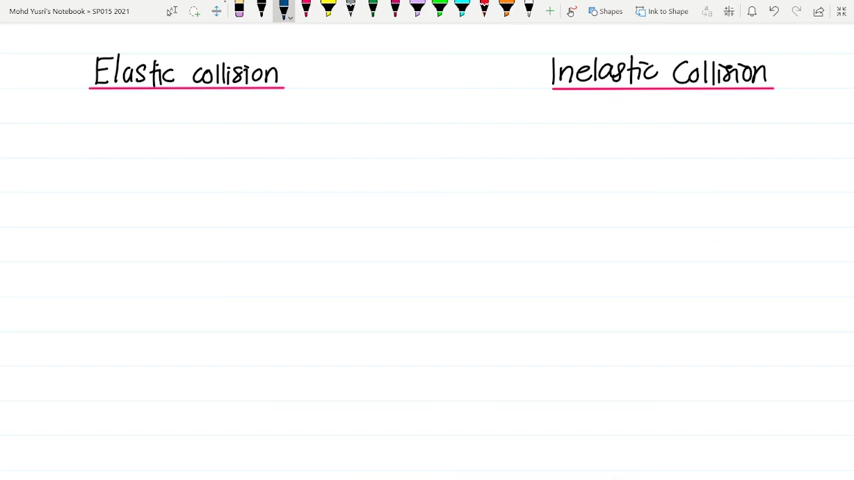 Mohd Yusri's Notebook » SP015 2021
Shapes
Ink to Shape
Elastic collision
Inelastic Collision